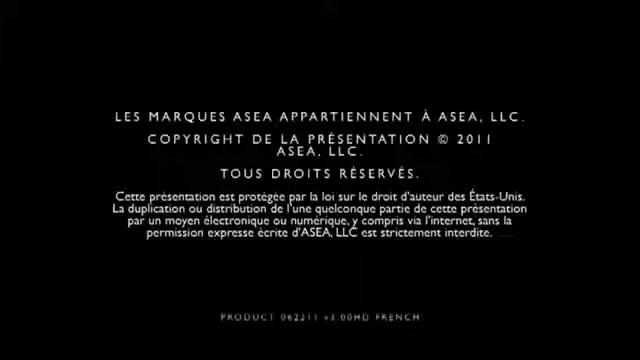 LES MARQUES ASEA APPARTIENNENT À ASEA, LLC.
COPYRIGHT DE LA PRÉSENTATION © 2011
ASEA, LLC.
TOUS DROITS RÉSERVÉS.
Cette présentation est protégée par la loi sur le droit d'auteur des États-Unis.
La duplication ou distribution de l'une quelconque partie de cette présentation
par un moyen électronique ou numérique, y compris via l'internet, sans la
permission expresse écrite d'ASEA, LLC est strictement interdite.
PRODUCT 062211 v3.00HD FRENCH